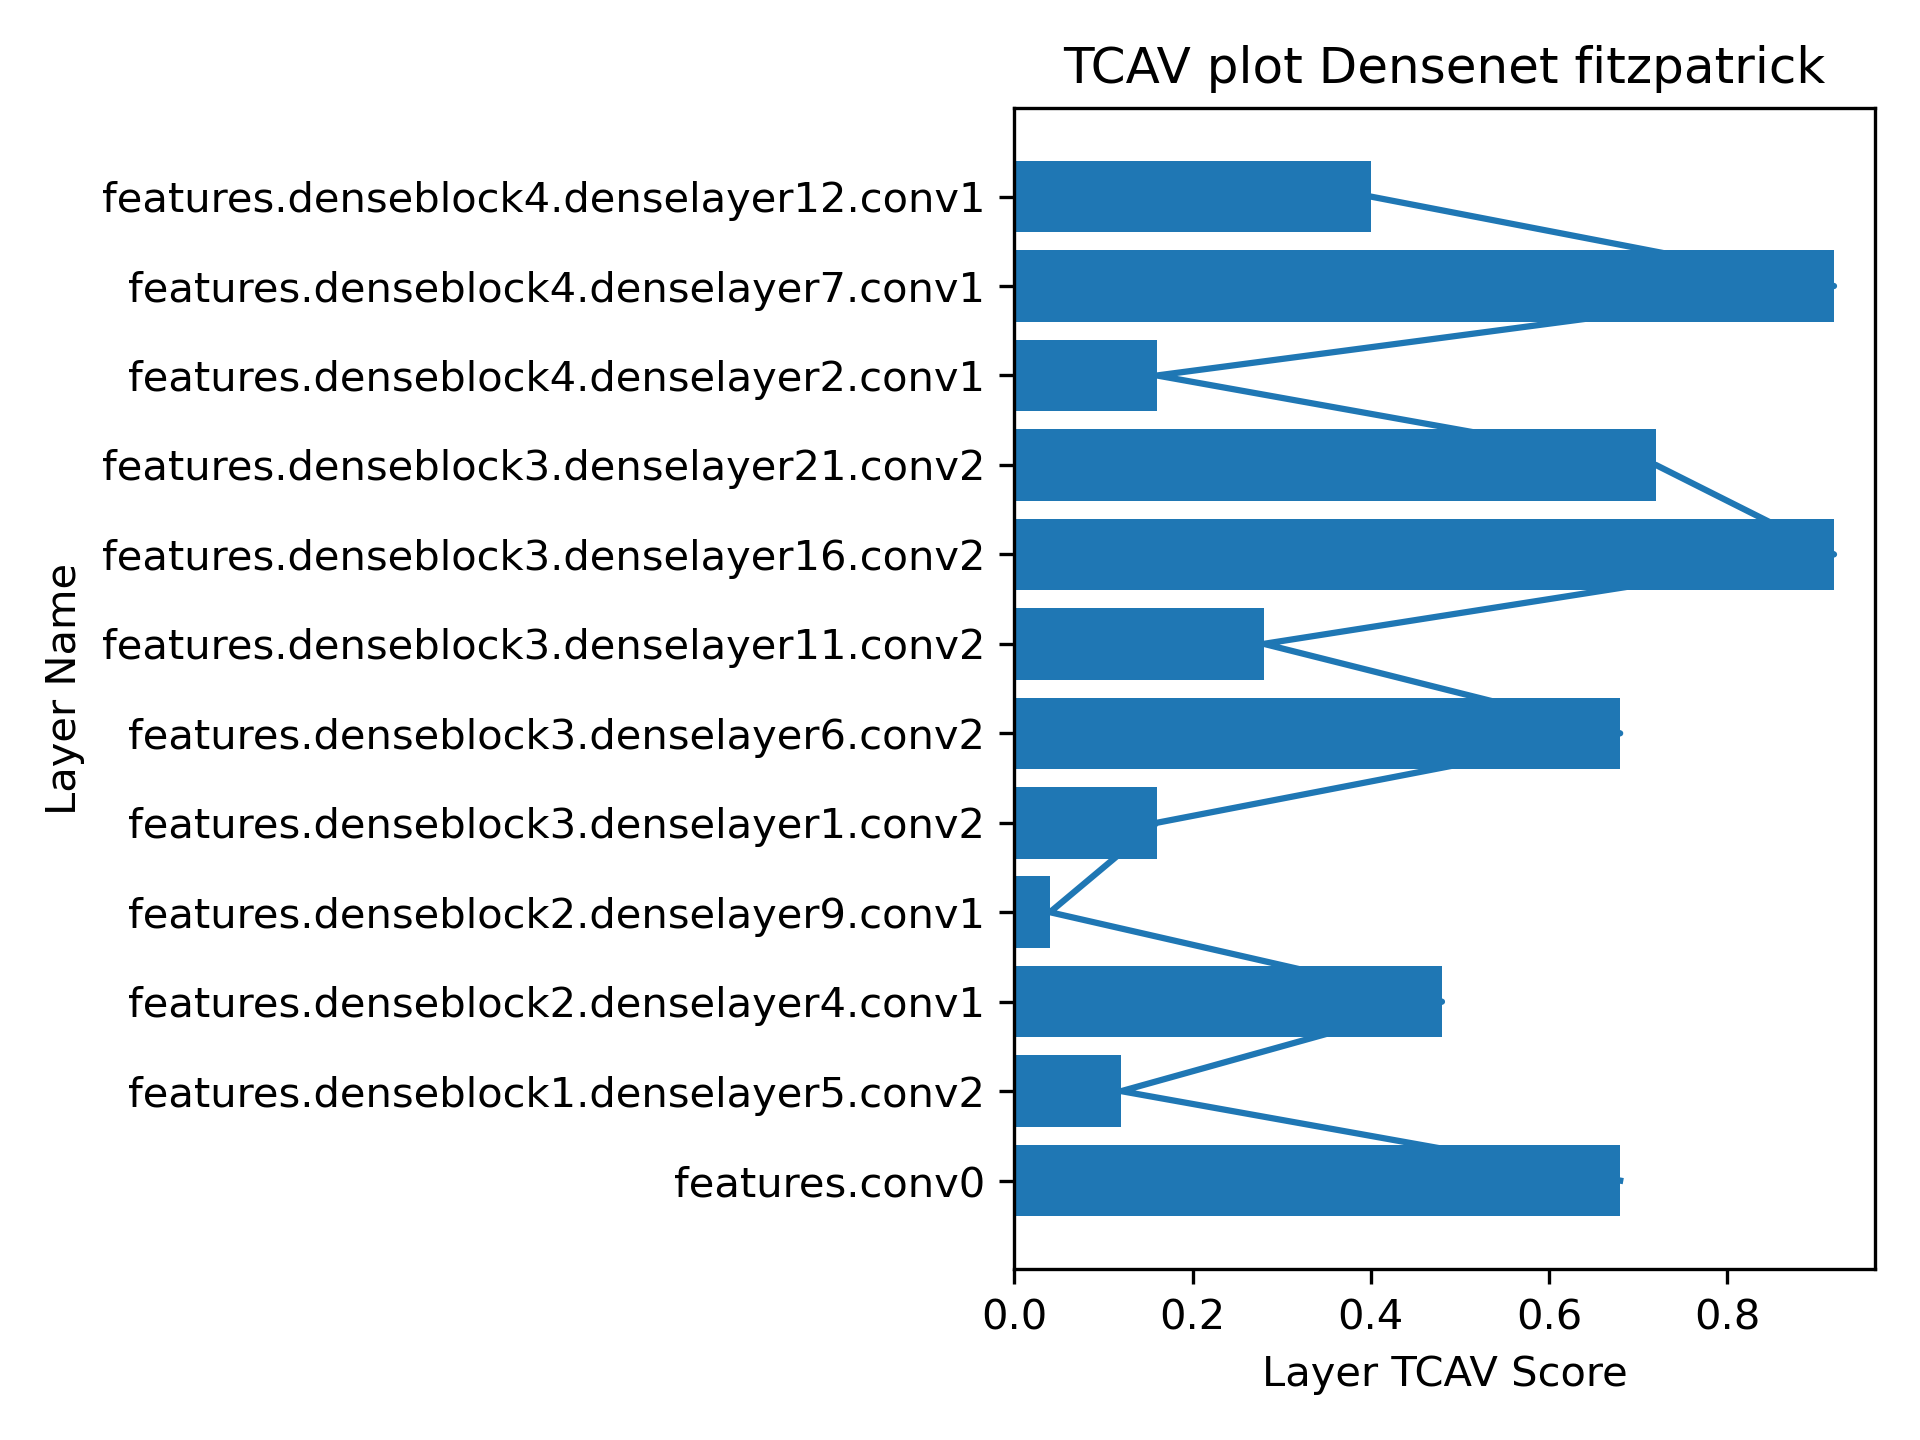 TCAV plot Densenet fitzpatrick
features.denseblock4.denselayer12.conv1
features.denseblock4.denselayer7.conv1
features.denseblock4.denselayer2.conv1
features.denseblock3.denselayer21.conv2
features.denseblock3.denselayer16.conv2
features.denseblock3.denselayer11.conv2
features.denseblock3.denselayer6.conv2
features.denseblock3.denselayer1.conv2
features.denseblock2.denselayer9.conv1
features.denseblock2.denselayer4.conv1
features.denseblock1.denselayer5.conv2
features.conv0
Layer Name
0.0 0.2 0.4 0.6 0.8
Layer TCAV Score